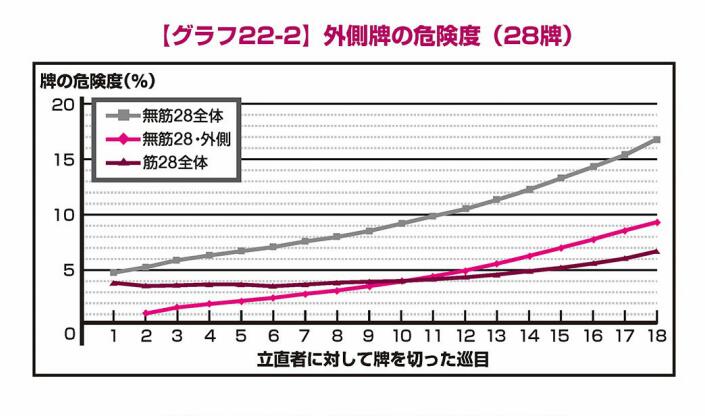 【グラフ22-2】外側牌の危険度（28牌）
牌の危険度(%)
20
15
10
5
0
無筋28全体
無筋28・外側
筋28全体
1 2 3 4 5 6 7 8 9 10 11 12 13 14 15 16 17 18
立直者に対して牌を切った巡目